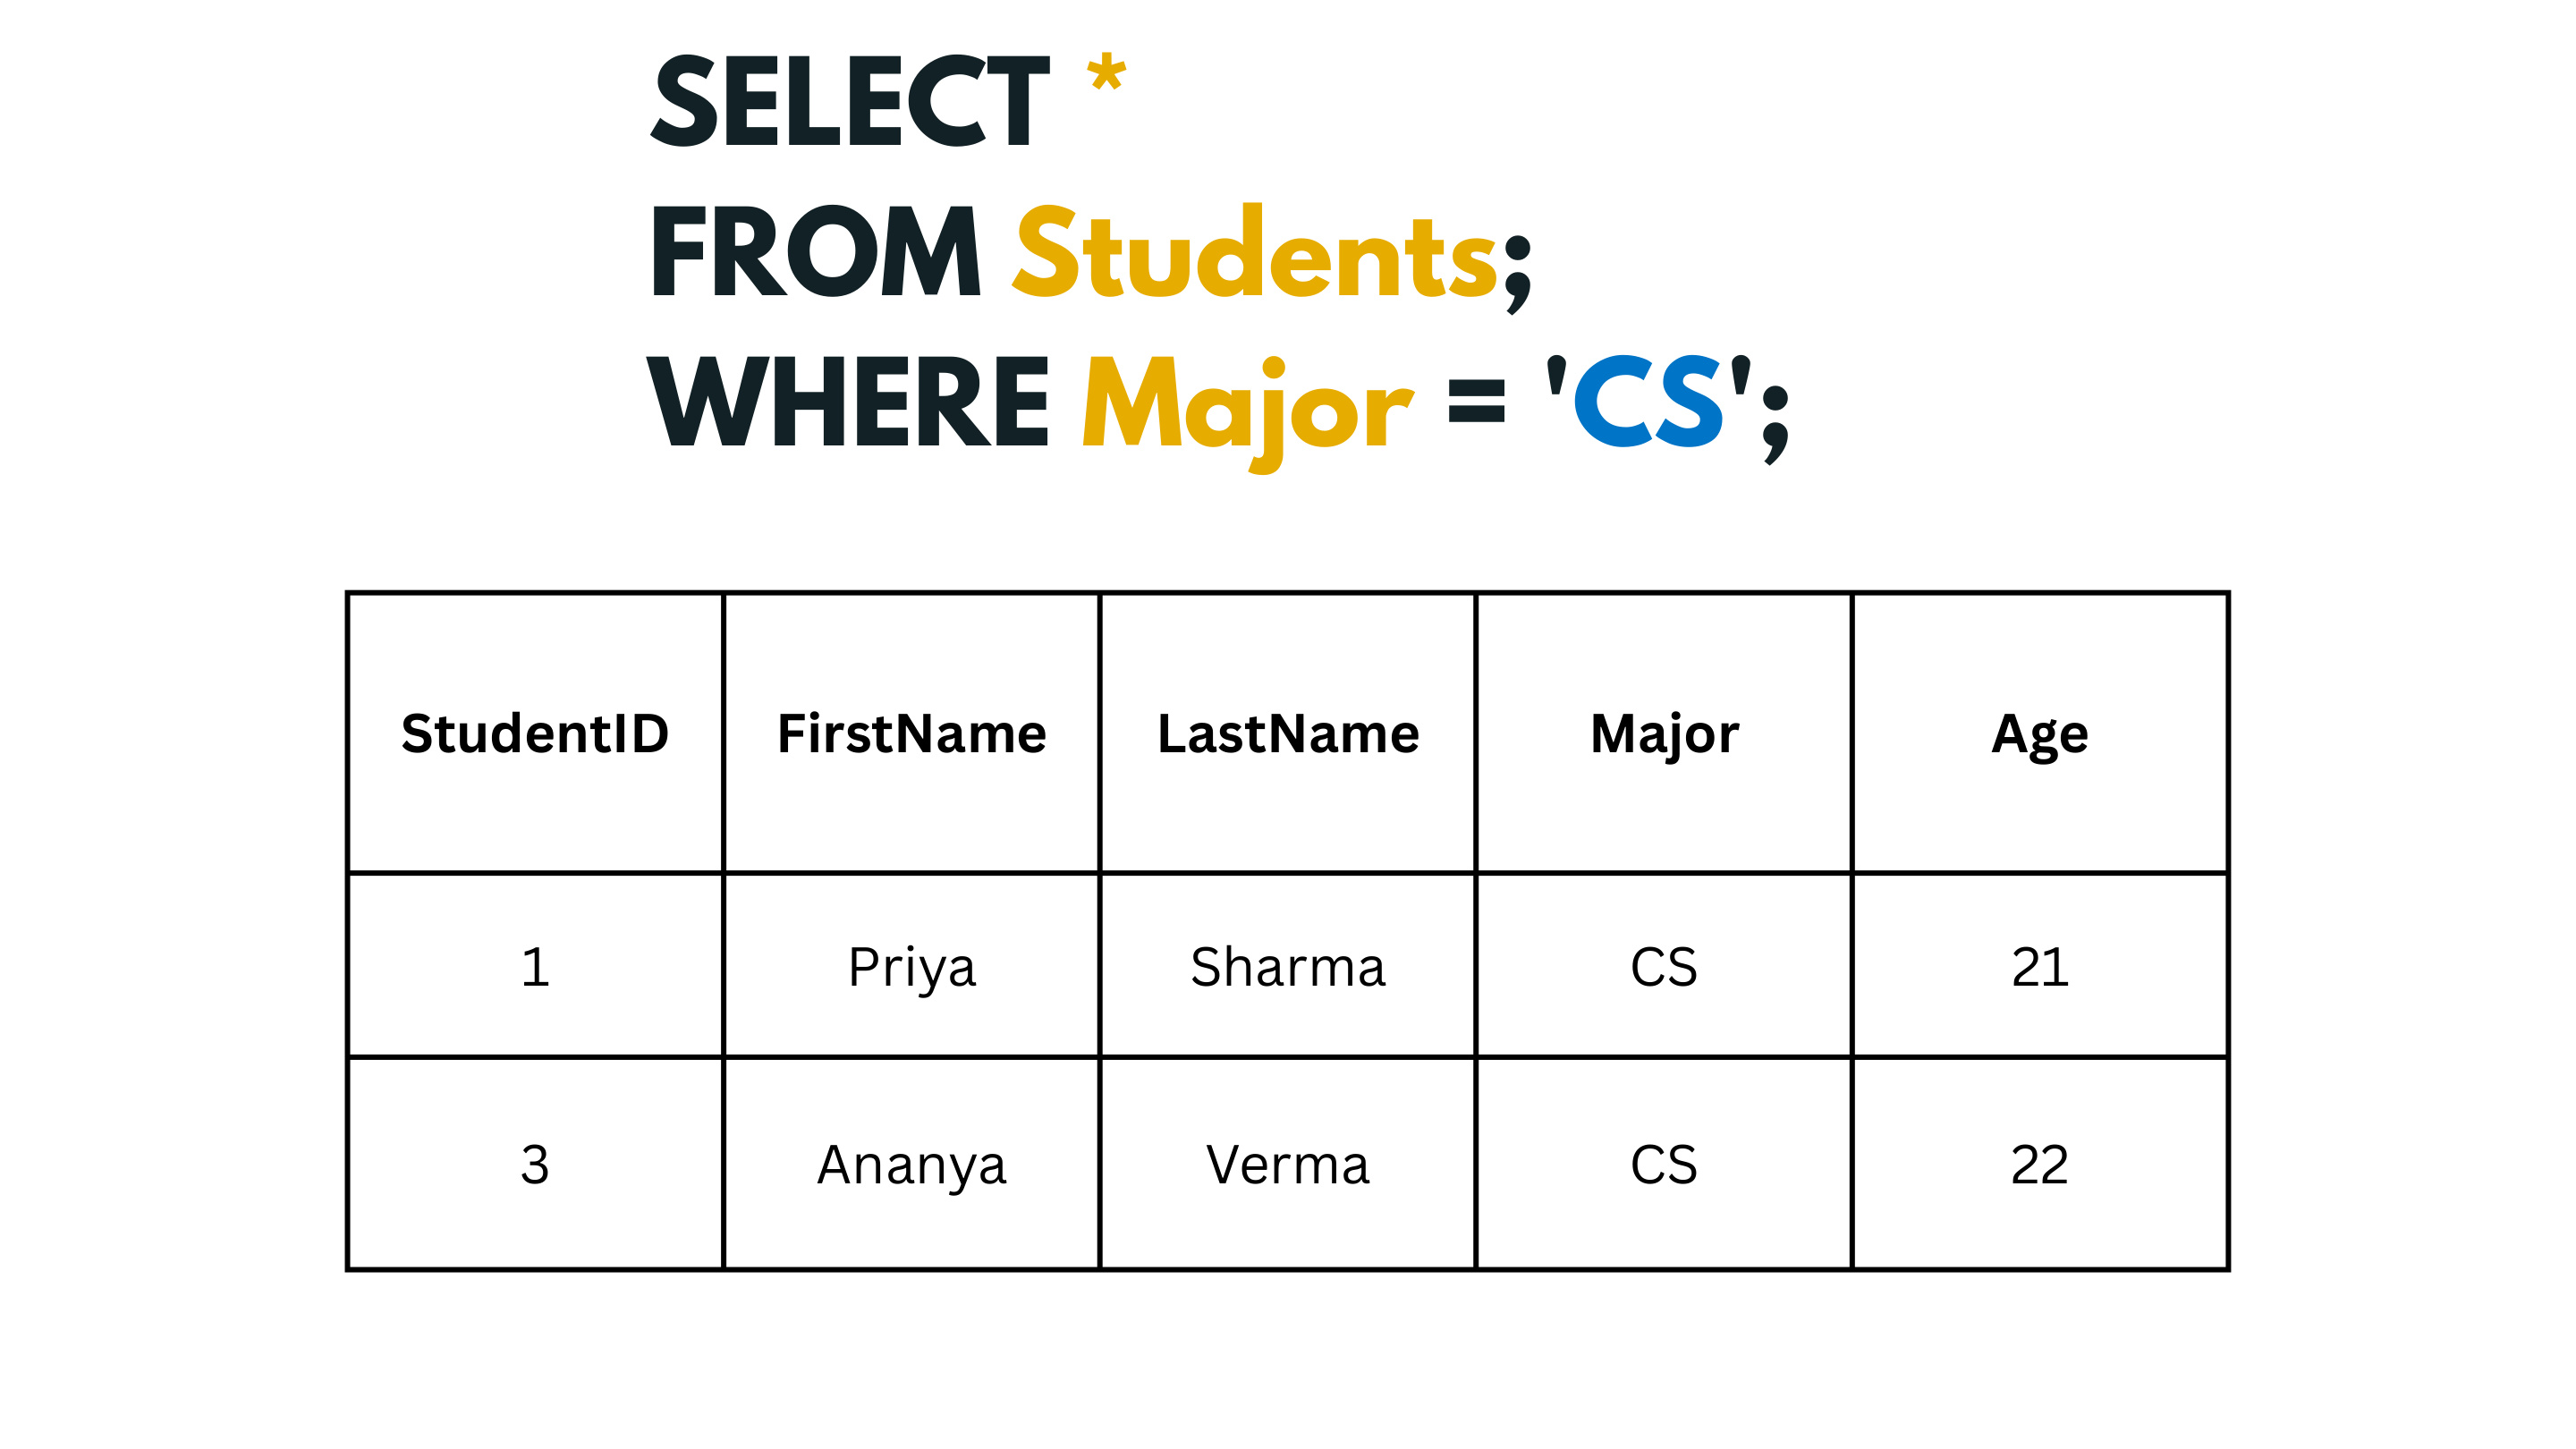 SELECT *
FROM Students;
WHERE Major = 'CS';
StudentID FirstName LastName Major Age
1 Priya Sharma CS 21
3 Ananya Verma CS 22